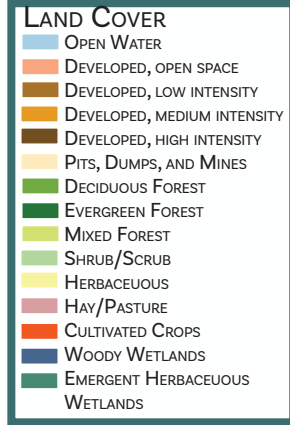 Land Cover
Open Water
Developed, open space
Developed, low intensity
Developed, medium intensity
Developed, high intensity
Pits, Dumps, and Mines
Deciduous Forest
Evergreen Forest
Mixed Forest
Shrub/Scrub
Herbaceuous
Hay/Pasture
Cultivated Crops
Woody Wetlands
Emergent Herbaceuous
Wetlands